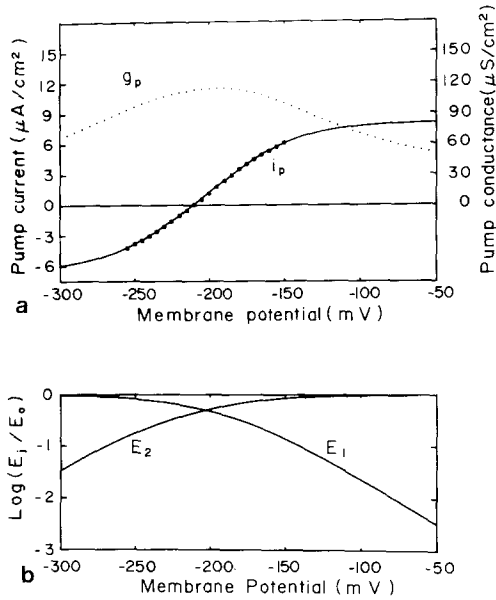 Pump current (μA/cm²)
18
15
12
9
6
3
0
-3
-6
g_p
i_p
150
120
90
60
30
0
Pump conductance (μS/cm²)
-300 -250 -200 -150 -100 -50
Membrane potential (mV)
a
Log (E_i/E_o)
0
-1
-2
-3
E_2
E_1
-300 -250 -200 -150 -100 -50
Membrane Potential (mV)
b